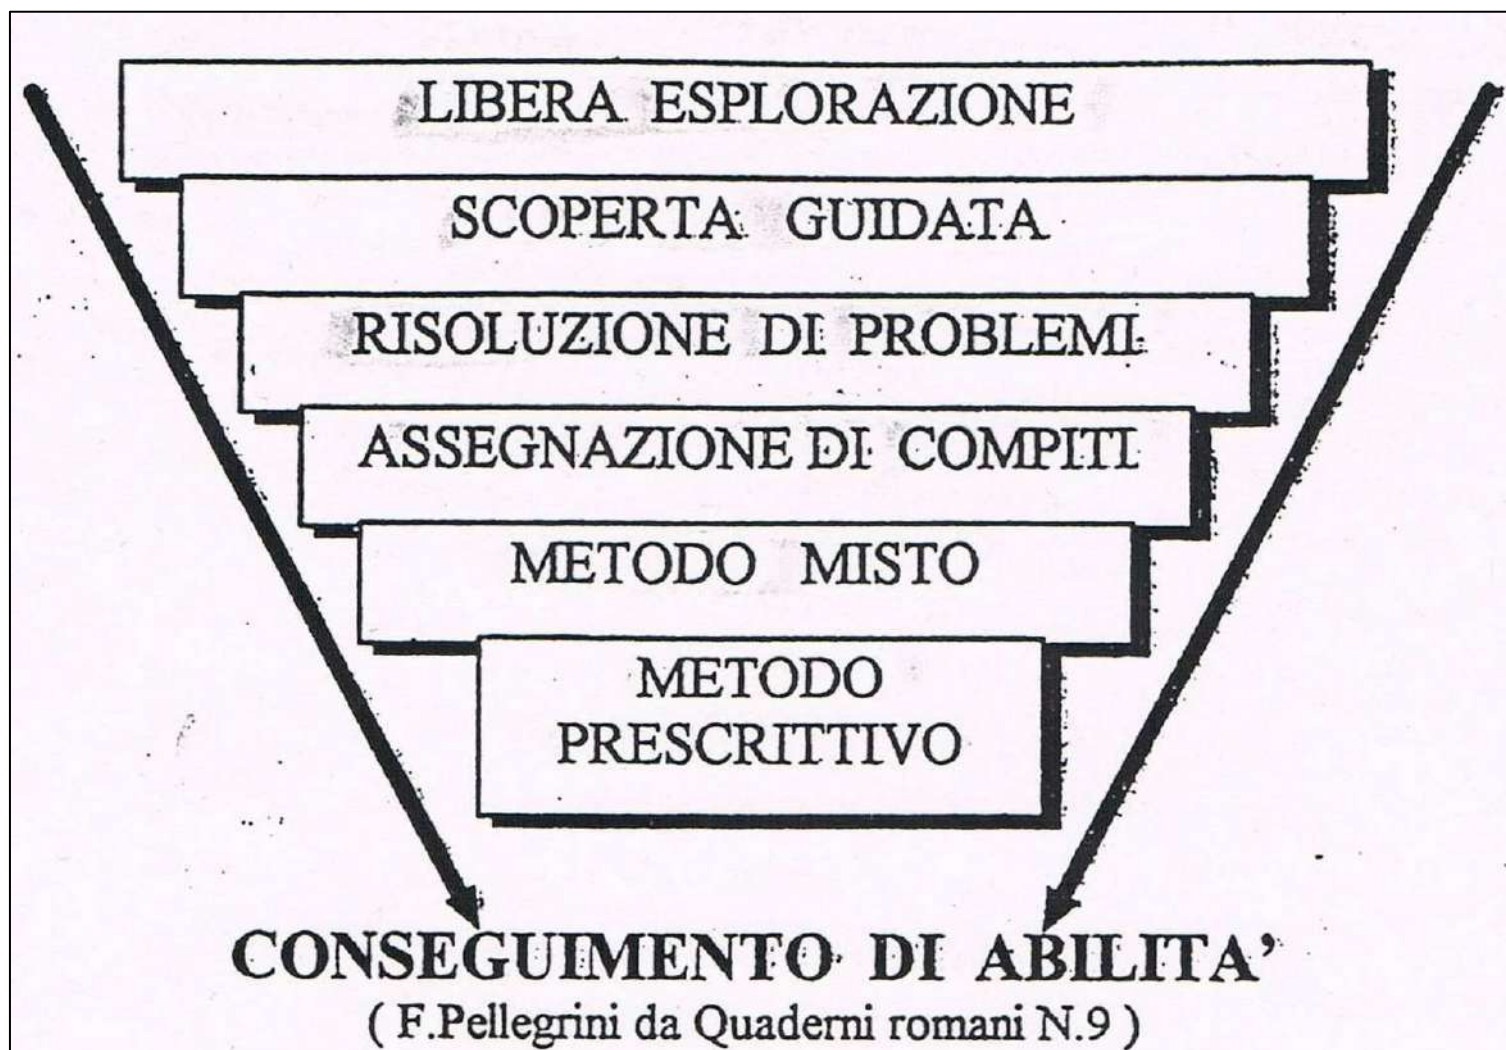 LIBERA ESPLORAZIONE
SCOPERTA GUIDATA
RISOLUZIONE DI PROBLEMI
ASSEGNAZIONE DI COMPITI
METODO MISTO
METODO
PRESCRITTIVO
CONSEGUIMENTO DI ABILITA'
( F.Pellegrini da Quaderni romani N.9 )